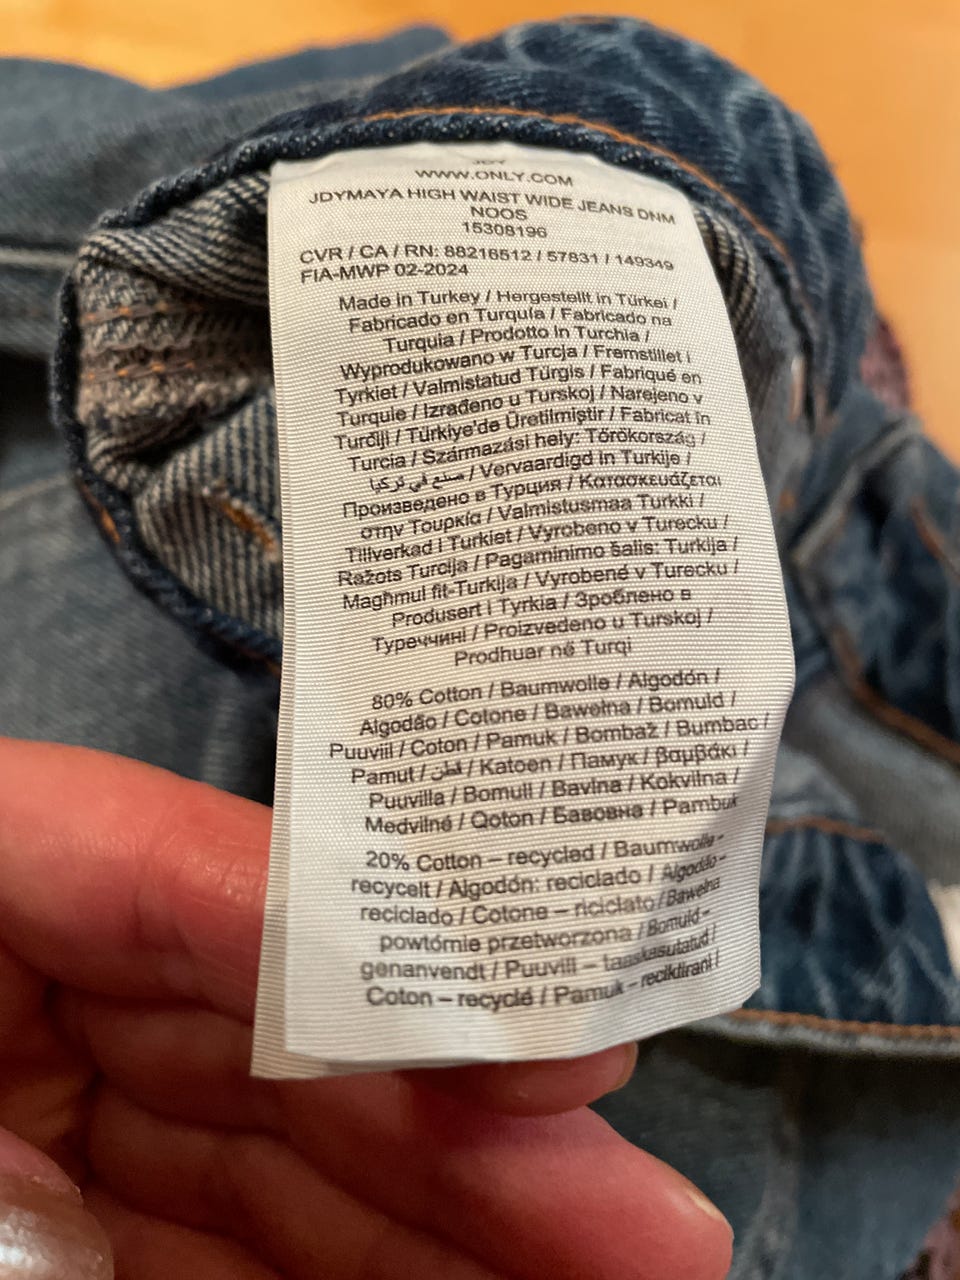 JDY
WWW.ONLY.COM
JDYMAYA HIGH WAIST WIDE JEANS DNM
NOOS
15308196
CVR / CA / RN: 88216512 / 57831 / 149349
FIA-MWP 02-2024
Made in Turkey / Hergestellt in Türkei /
Fabricado en Turquía / Fabricado na
Turquia / Prodotto in Turchia /
Wyprodukowano w Turcja / Fremstillet i
Tyrkiet / Valmistatud Türgis / Fabriqué en
Turquie / Izrađeno u Turskoj / Narejeno v
Turčiji / Türkiye'de Üretilmiştir / Fabricat în
Turcia / Származási hely: Törökország /
صنع في تركيا / Vervaardigd in Turkije /
Произведено в Турция / Κατασκευάζεται
στην Τουρκία / Valmistusmaa Turkki /
Tillverkad i Turkiet / Vyrobeno v Turecku /
Ražots Turcija / Pagaminimo šalis: Turkija /
Magħmul fit-Turkija / Vyrobené v Turecku /
Produsert i Tyrkia / Зроблено в
Туреччині / Proizvedeno u Turskoj /
Prodhuar në Turqi
80% Cotton / Baumwolle / Algodón /
Algodão / Cotone / Bawełna / Bomuld /
Puuvill / Coton / Pamuk / Bombaž / Bumbac /
Pamut / قطن / Katoen / Памук / βαμβάκι /
Puuvilla / Bomull / Bavlna / Kokvilna /
Medvilnė / Qoton / Бавовна / Pambuk
20% Cotton – recycled / Baumwolle -
recycelt / Algodón: reciclado / Algodão -
reciclado / Cotone – riciclato / Bawełna
powtórnie przetworzona / Bomuld -
genanvendt / Puuvill – taaskasutatud /
Coton – recyclé / Pamuk – reciklirani /